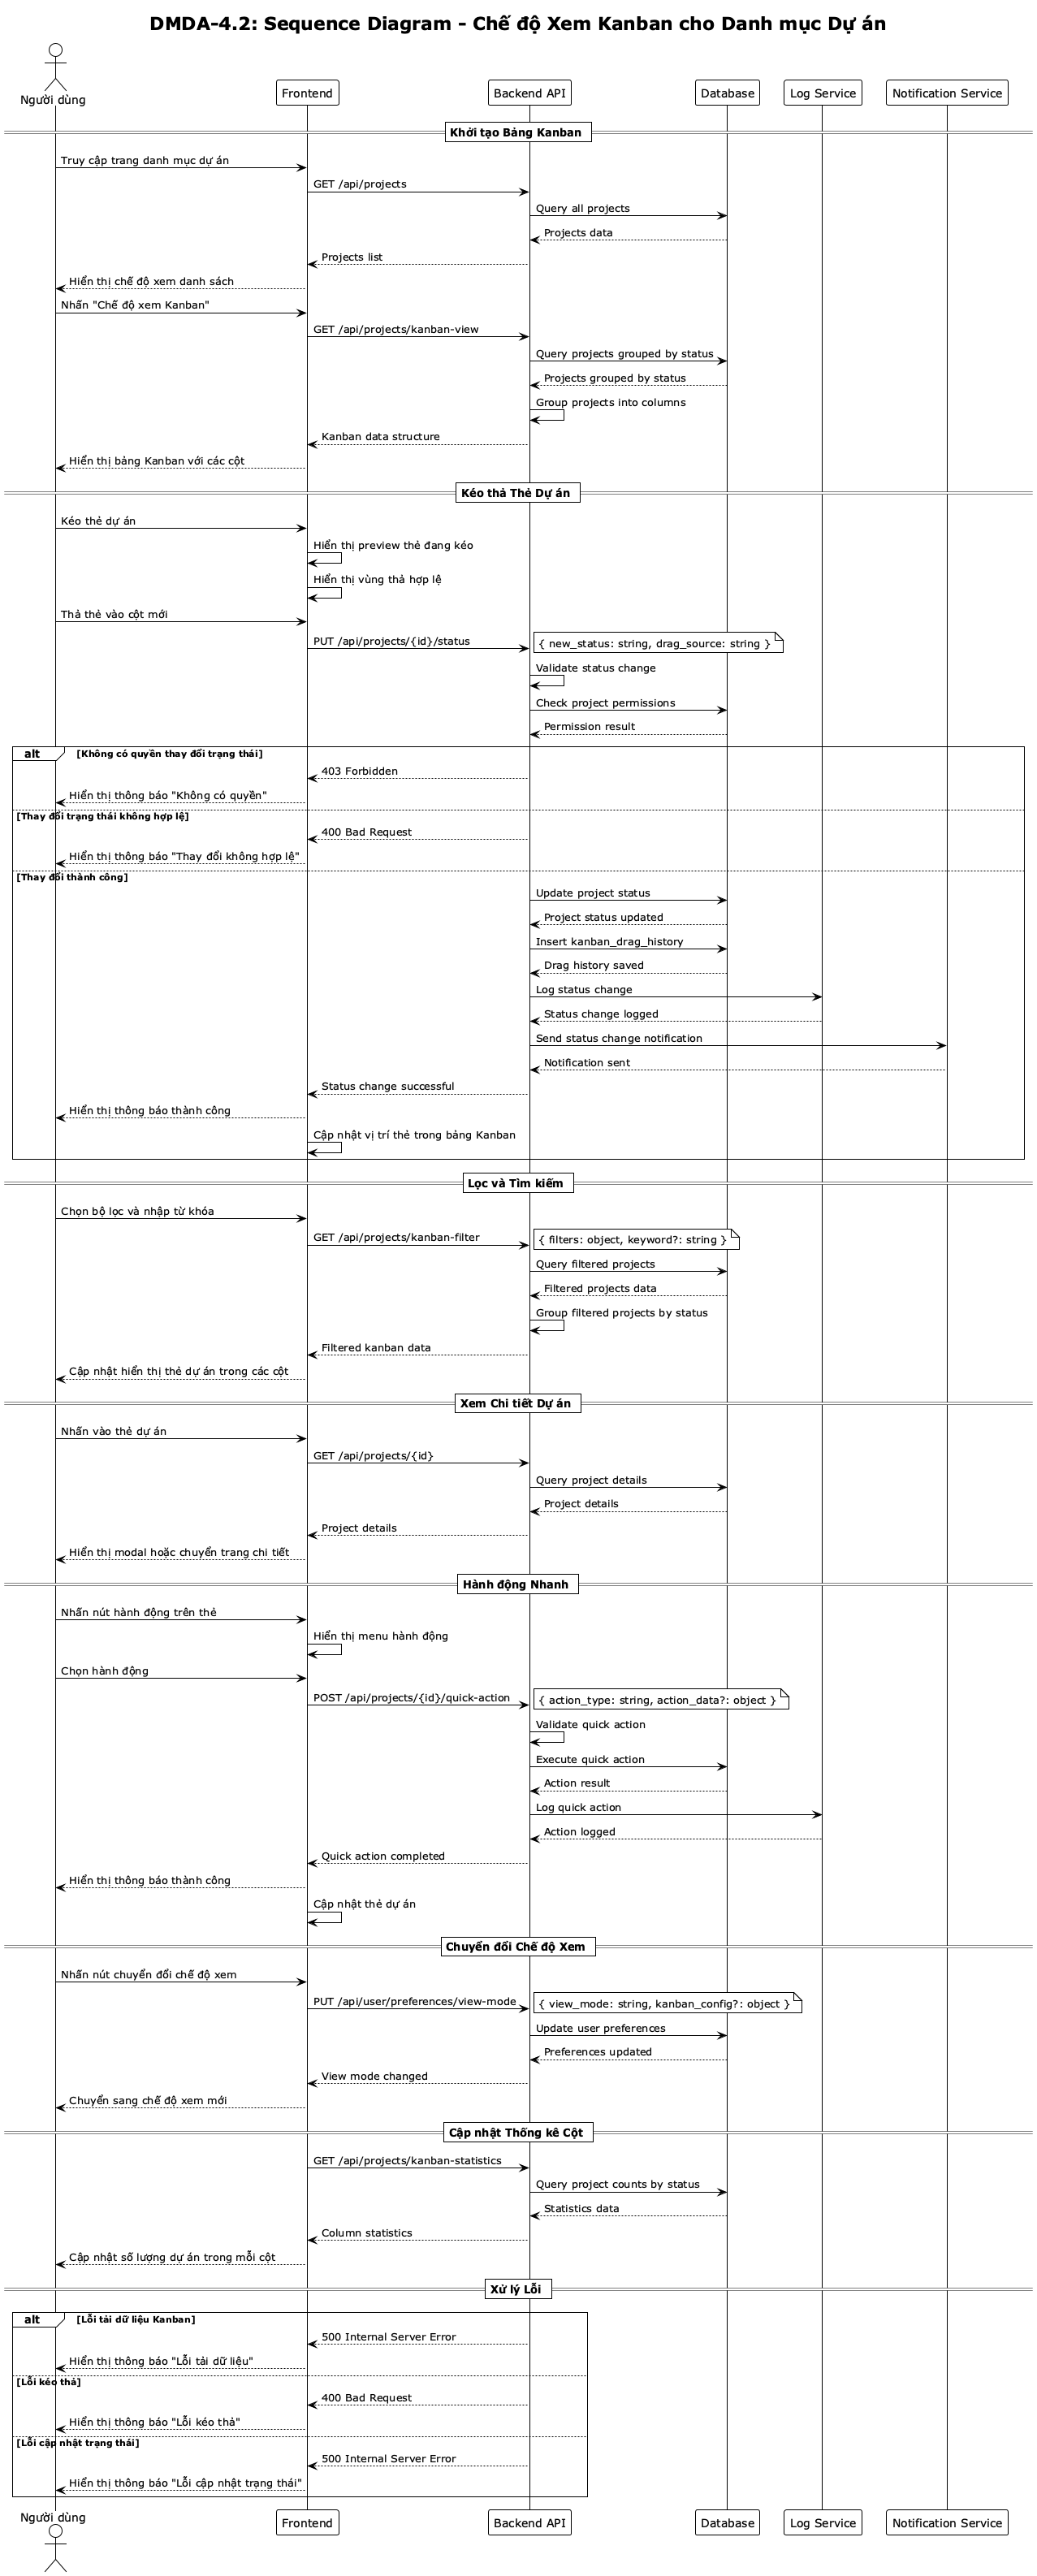 DMDA-4.2: Sequence Diagram - Chế độ Xem Kanban cho Danh mục Dự án
Người dùng
Frontend
Backend API
Database
Log Service
Notification Service
Khởi tạo Bảng Kanban
Truy cập trang danh mục dự án
GET /api/projects
Query all projects
Projects data
Projects list
Hiển thị chế độ xem danh sách
Nhấn "Chế độ xem Kanban"
GET /api/projects/kanban-view
Query projects grouped by status
Projects grouped by status
Group projects into columns
Kanban data structure
Hiển thị bảng Kanban với các cột
Kéo thả Thẻ Dự án
Kéo thẻ dự án
Hiển thị preview thẻ đang kéo
Hiển thị vùng thả hợp lệ
Thả thẻ vào cột mới
PUT /api/projects/{id}/status
{ new_status: string, drag_source: string }
Validate status change
Check project permissions
Permission result
alt
[Không có quyền thay đổi trạng thái]
403 Forbidden
Hiển thị thông báo "Không có quyền"
[Thay đổi trạng thái không hợp lệ]
400 Bad Request
Hiển thị thông báo "Thay đổi không hợp lệ"
[Thay đổi thành công]
Update project status
Project status updated
Insert kanban_drag_history
Drag history saved
Log status change
Status change logged
Send status change notification
Notification sent
Status change successful
Hiển thị thông báo thành công
Cập nhật vị trí thẻ trong bảng Kanban
Lọc và Tìm kiếm
Chọn bộ lọc và nhập từ khóa
GET /api/projects/kanban-filter
{ filters: object, keyword?: string }
Query filtered projects
Filtered projects data
Group filtered projects by status
Filtered kanban data
Cập nhật hiển thị thẻ dự án trong các cột
Xem Chi tiết Dự án
Nhấn vào thẻ dự án
GET /api/projects/{id}
Query project details
Project details
Project details
Hiển thị modal hoặc chuyển trang chi tiết
Hành động Nhanh
Nhấn nút hành động trên thẻ
Hiển thị menu hành động
Chọn hành động
POST /api/projects/{id}/quick-action
{ action_type: string, action_data?: object }
Validate quick action
Execute quick action
Action result
Log quick action
Action logged
Quick action completed
Hiển thị thông báo thành công
Cập nhật thẻ dự án
Chuyển đổi Chế độ Xem
Nhấn nút chuyển đổi chế độ xem
PUT /api/user/preferences/view-mode
{ view_mode: string, kanban_config?: object }
Update user preferences
Preferences updated
View mode changed
Chuyển sang chế độ xem mới
Cập nhật Thống kê Cột
GET /api/projects/kanban-statistics
Query project counts by status
Statistics data
Column statistics
Cập nhật số lượng dự án trong mỗi cột
Xử lý Lỗi
alt
[Lỗi tải dữ liệu Kanban]
500 Internal Server Error
Hiển thị thông báo "Lỗi tải dữ liệu"
[Lỗi kéo thả]
400 Bad Request
Hiển thị thông báo "Lỗi kéo thả"
[Lỗi cập nhật trạng thái]
500 Internal Server Error
Hiển thị thông báo "Lỗi cập nhật trạng thái"
Người dùng
Frontend
Backend API
Database
Log Service
Notification Service